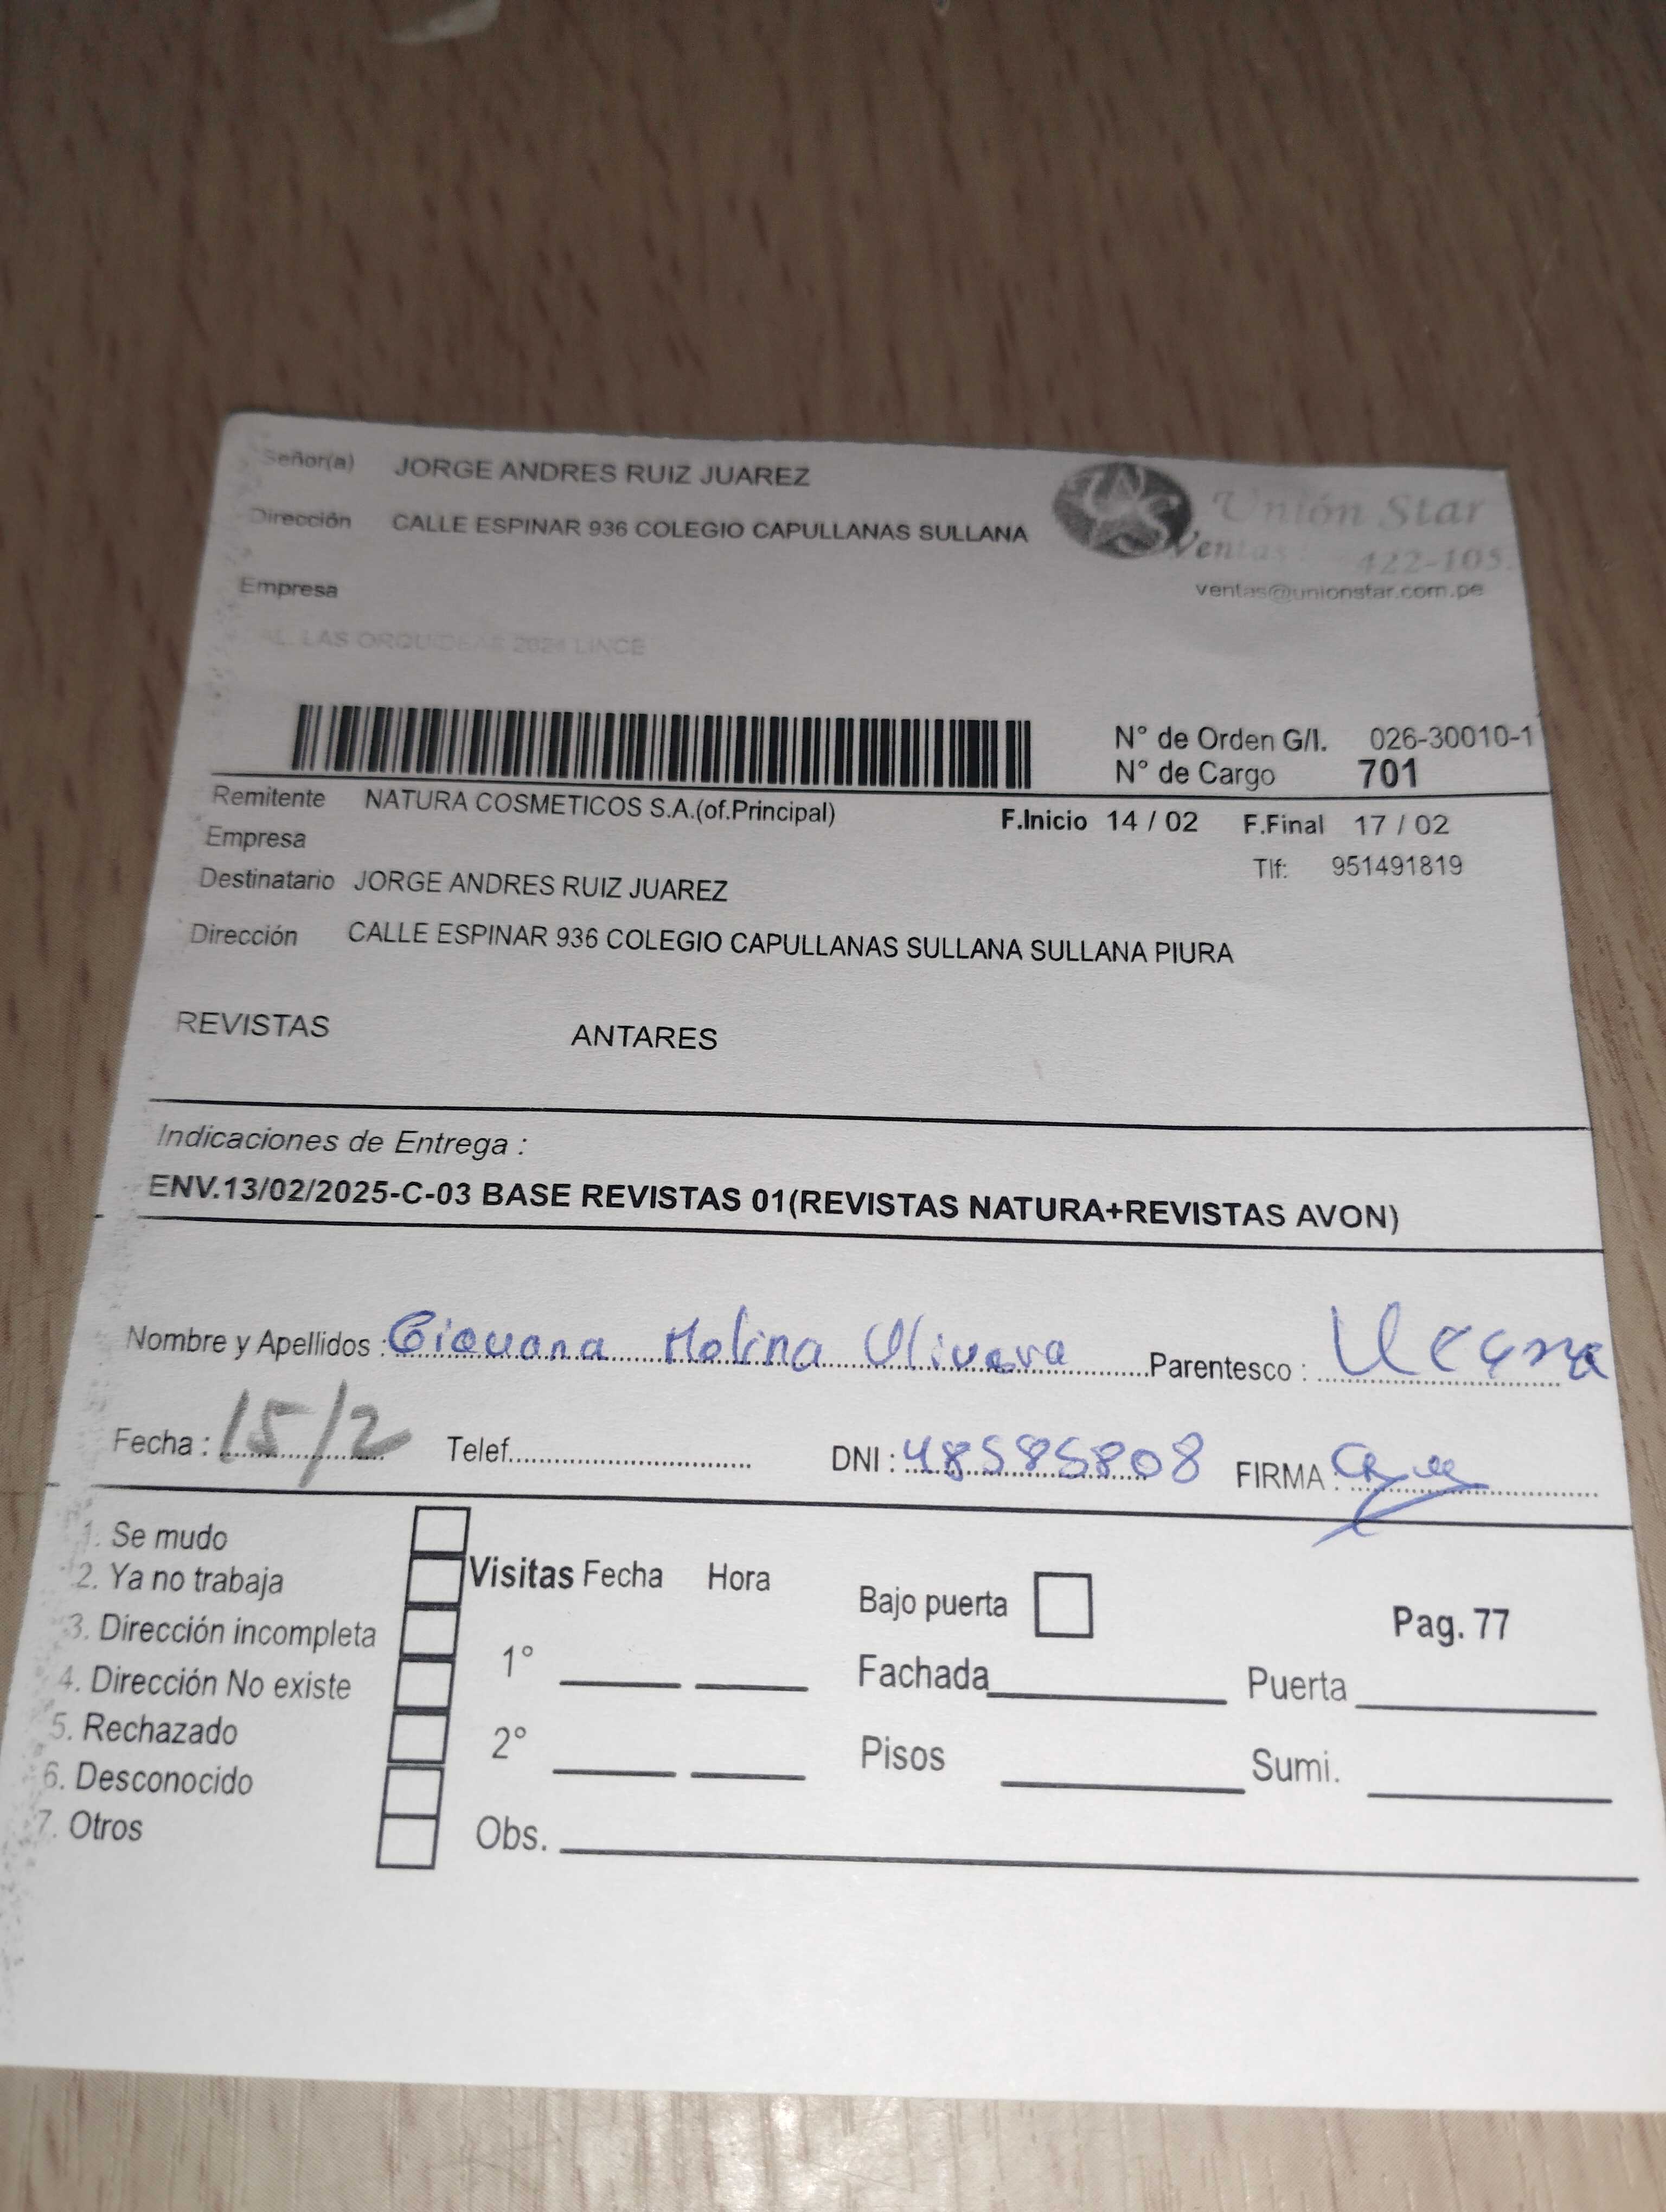 Señor(a) JORGE ANDRES RUIZ JUAREZ
Dirección CALLE ESPINAR 936 COLEGIO CAPULLANAS SULLANA
Unión Star
Ventas 422-105
ventas@unionstar.com.pe
Empresa
LAS ORQUIDEAS LINCE
N° de Orden G/I. 026-30010-1
N° de Cargo 701
Remitente NATURA COSMETICOS S.A.(of.Principal)
F.Inicio 14 / 02 F.Final 17 / 02
Empresa
Tlf: 951491819
Destinatario JORGE ANDRES RUIZ JUAREZ
Dirección CALLE ESPINAR 936 COLEGIO CAPULLANAS SULLANA SULLANA PIURA
REVISTAS ANTARES
Indicaciones de Entrega :
ENV.13/02/2025-C-03 BASE REVISTAS 01(REVISTAS NATURA+REVISTAS AVON)
Nombre y Apellidos : Giovana Molina Olivera Parentesco :
Fecha : 15/2 Telef. DNI : 48585808 FIRMA :
1. Se mudo
2. Ya no trabaja
3. Dirección incompleta
4. Dirección No existe
5. Rechazado
6. Desconocido
7. Otros
Visitas Fecha Hora
1°
2°
Obs.
Bajo puerta
Pag. 77
Fachada Puerta
Pisos Sumi.